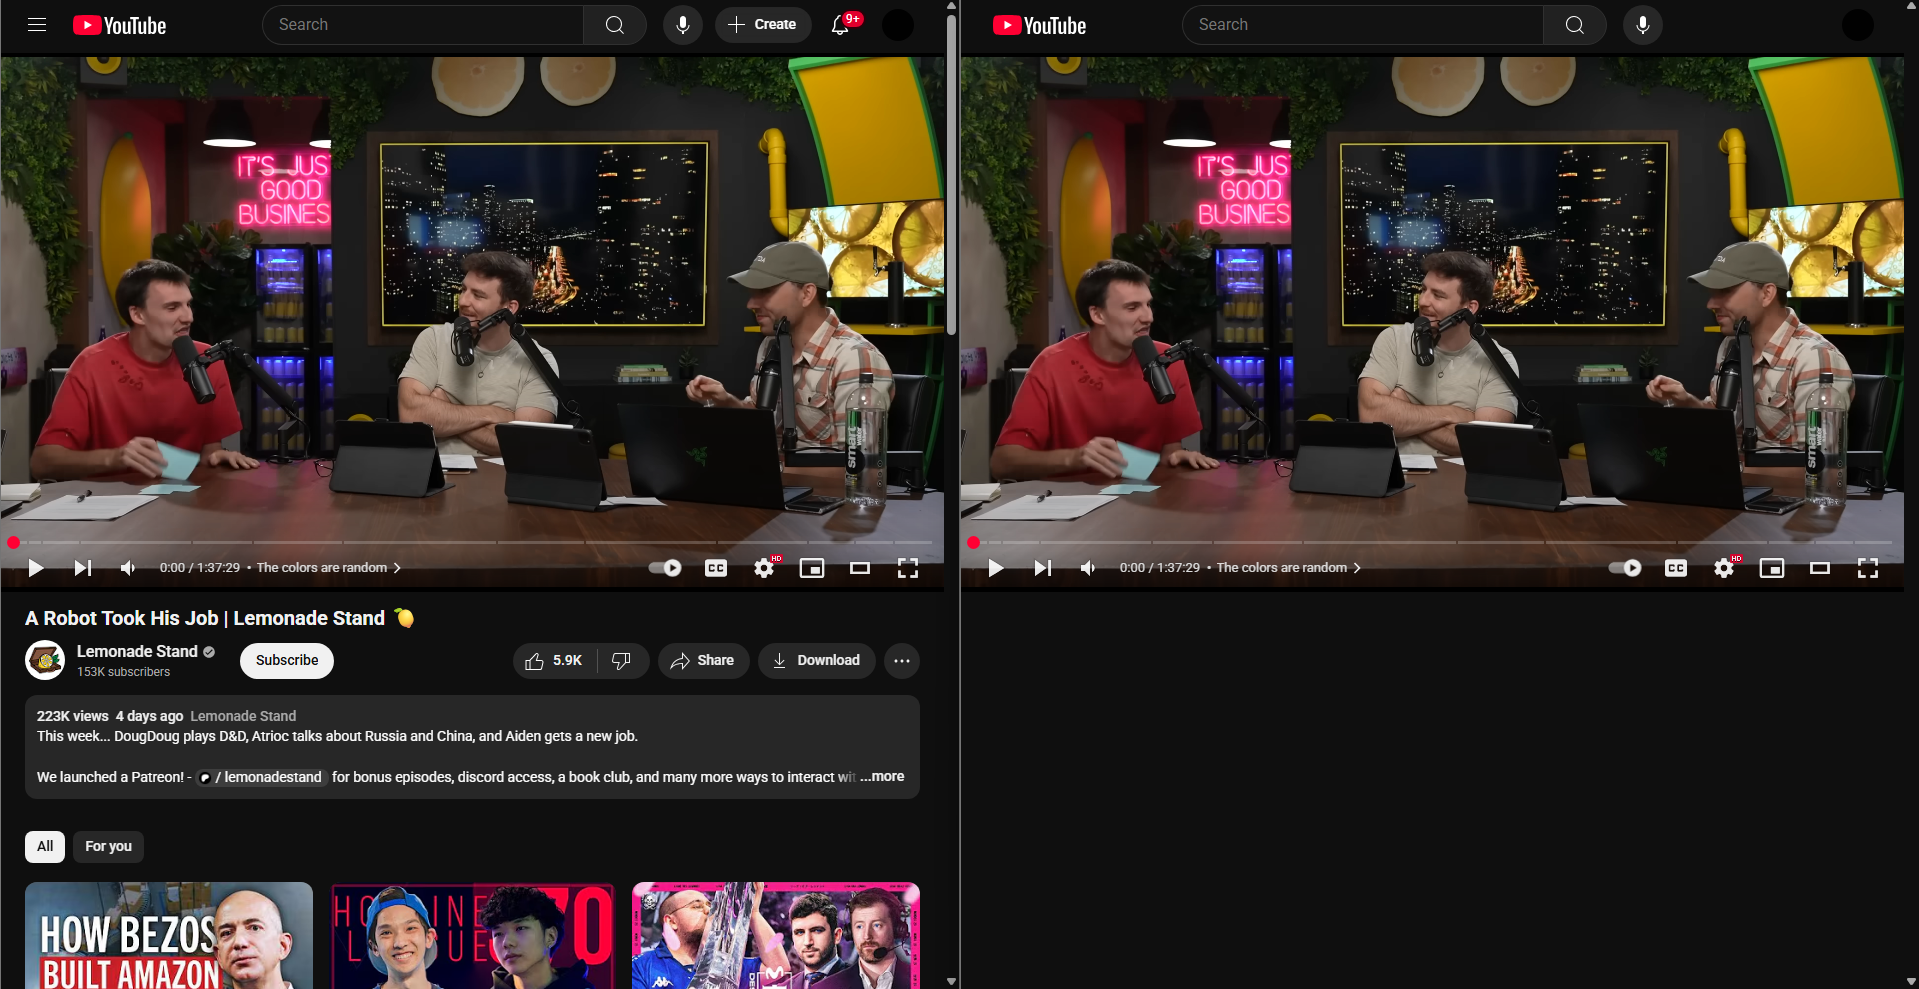 YouTube
Search
Create
9+
IT'S JUS
GOOD
BUSINES
smart
0:00 / 1:37:29 • The colors are random
CC
HD
A Robot Took His Job | Lemonade Stand 🍋
Lemonade Stand
153K subscribers
Subscribe
5.9K
Share
Download
223K views 4 days ago Lemonade Stand
This week... DougDoug plays D&D, Atrioc talks about Russia and China, and Aiden gets a new job.
We launched a Patreon! - / lemonadestand for bonus episodes, discord access, a book club, and many more ways to interact wit ...more
All
For you
HOW BEZOS
BUILT AMAZON
YouTube
Search
IT'S JUS
GOOD
BUSINES
smart
0:00 / 1:37:29 • The colors are random
CC
HD